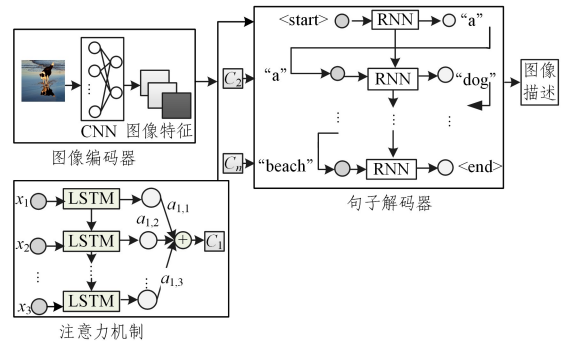 <start>
RNN
"a"
C₂
"a"
RNN
"dog"
图像
描述
CNN
图像特征
图像编码器
Cₙ
"beach"
RNN
<end>
句子解码器
x₁
LSTM
a₁,₁
a₁,₂
x₂
LSTM
+
C₁
a₁,₃
x₃
LSTM
注意力机制